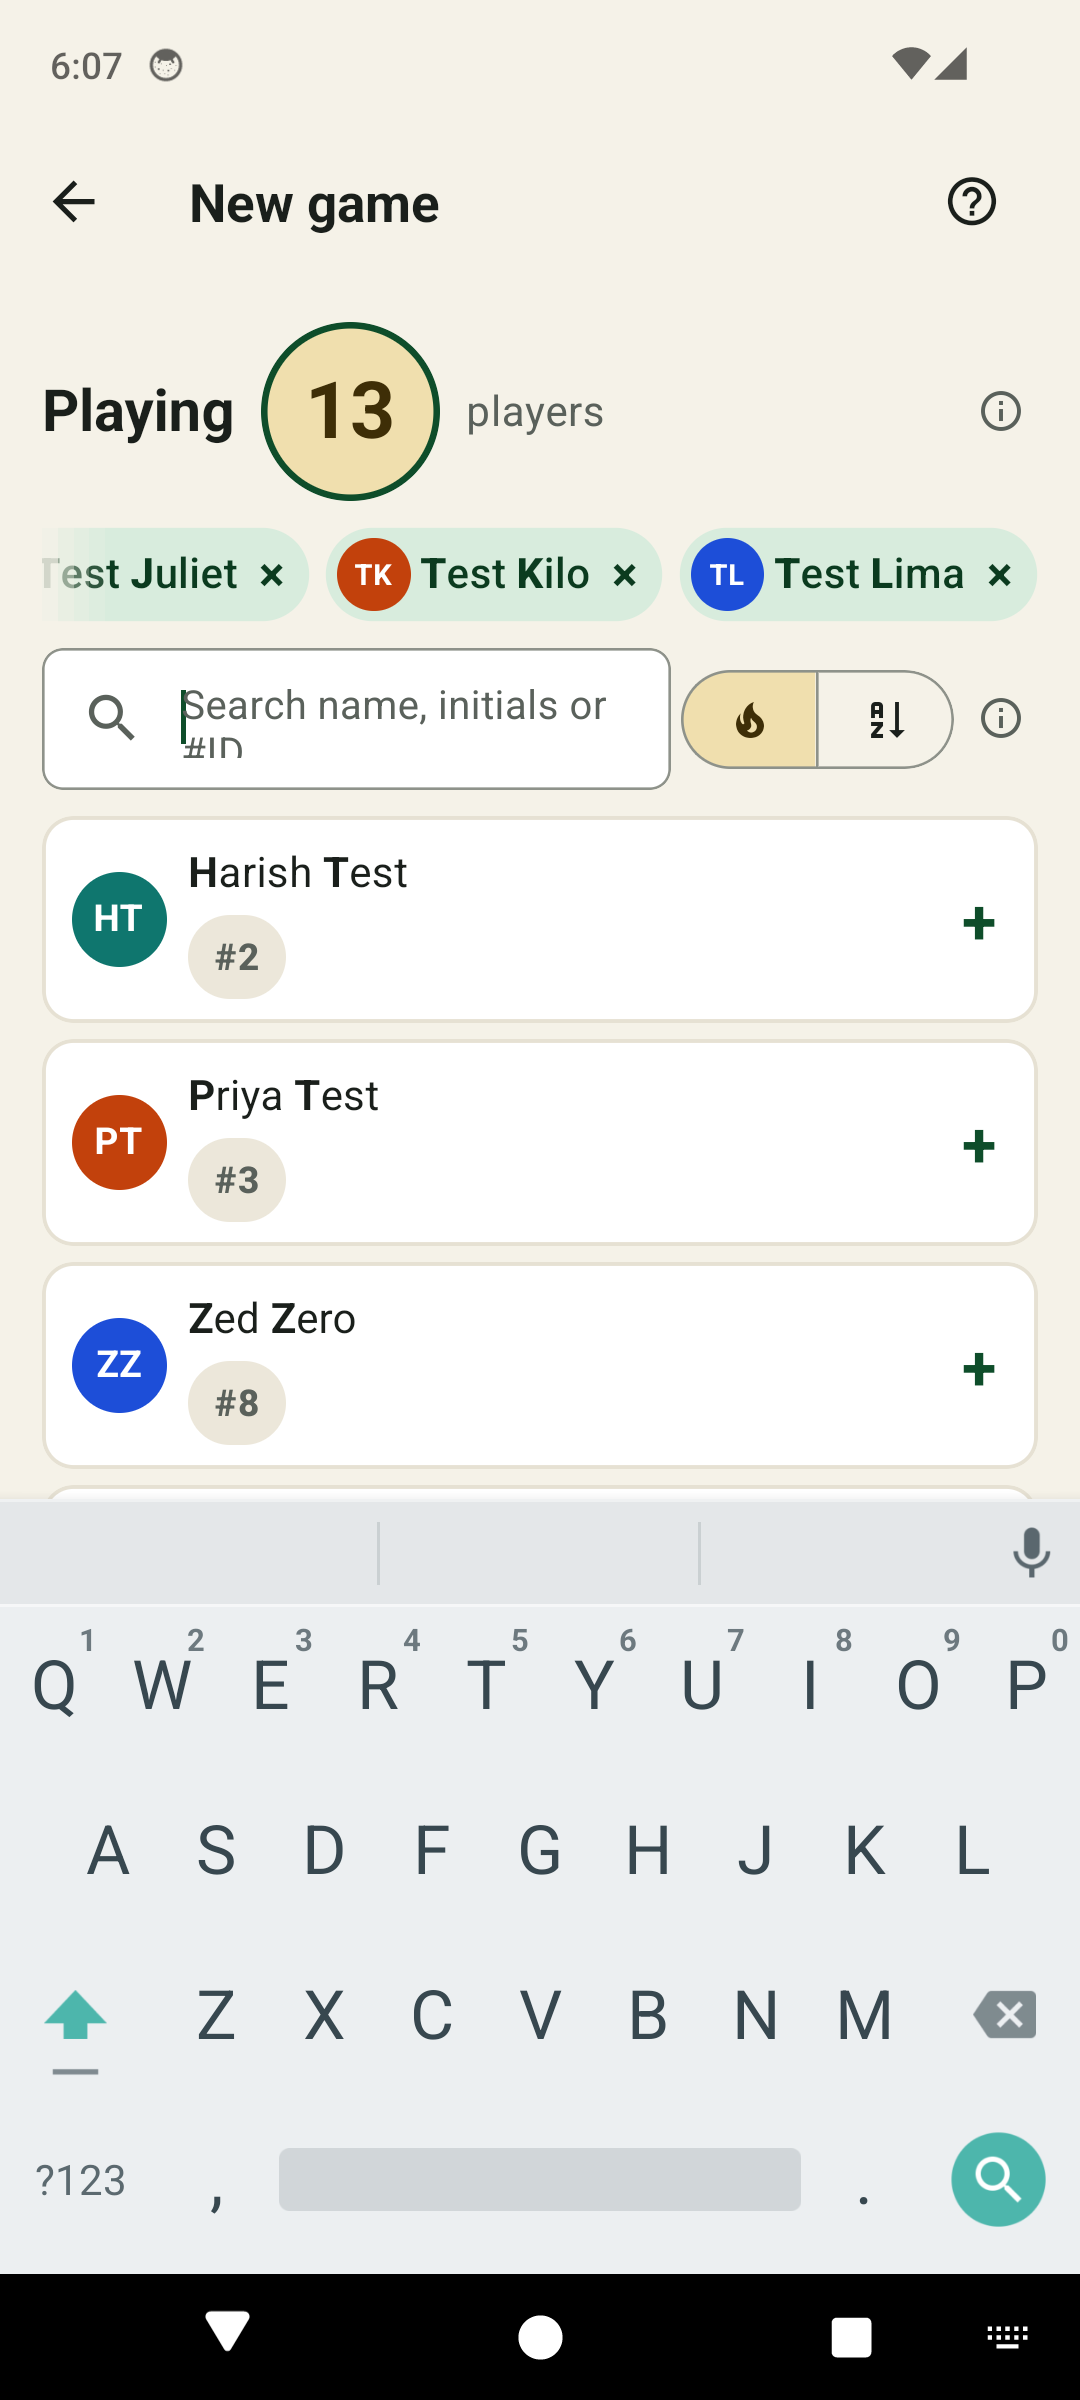 6:07
New game
Playing 13 players
Test Juliet ×
TK Test Kilo ×
TL Test Lima ×
Search name, initials or
#ID
A
Z
HT Harish Test
#2
PT Priya Test
#3
ZZ Zed Zero
#8
1 2 3 4 5 6 7 8 9 0
Q W E R T Y U I O P
A S D F G H J K L
Z X C V B N M
?123 , .